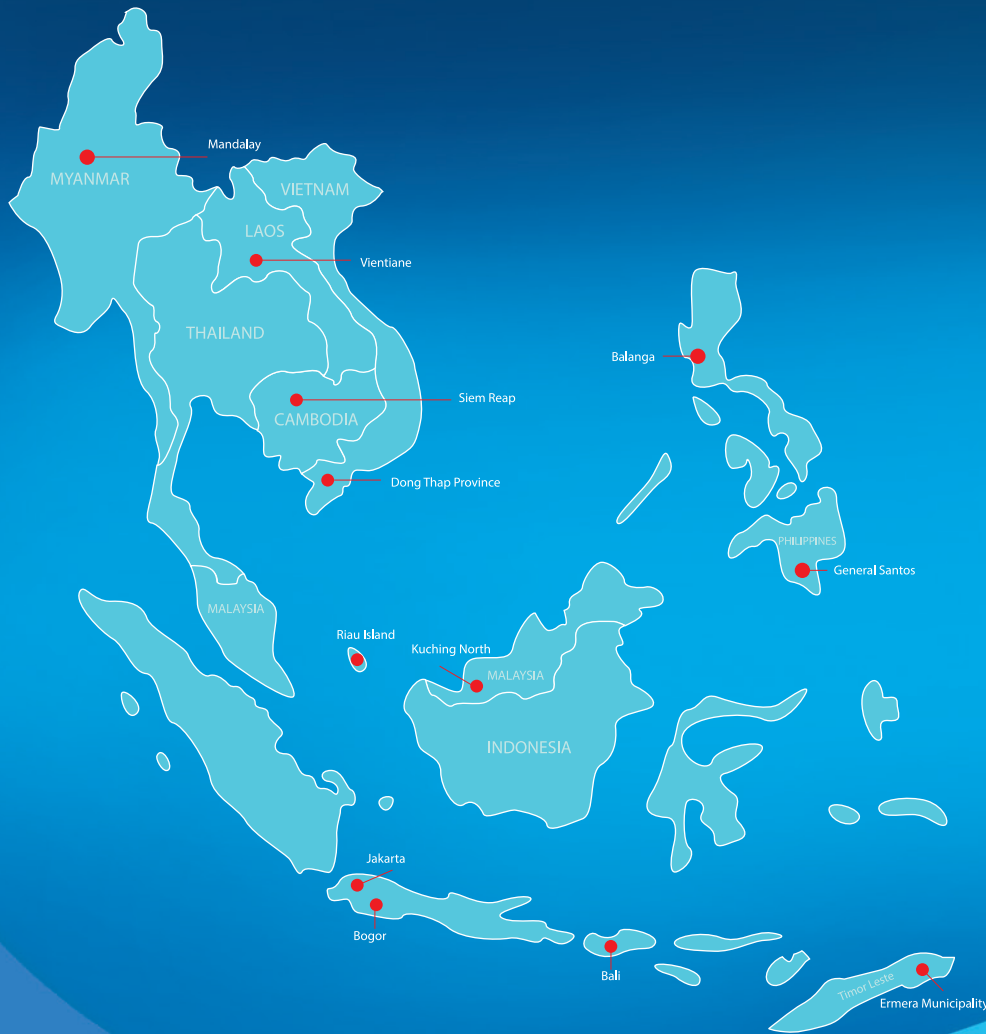 Mandalay
MYANMAR
VIETNAM
LAOS
Vientiane
THAILAND
Balanga
Siem Reap
CAMBODIA
Dong Thap Province
PHILIPPINES
General Santos
MALAYSIA
Riau Island
Kuching North
MALAYSIA
INDONESIA
Jakarta
Bogor
Bali
Timor Leste
Ermera Municipality